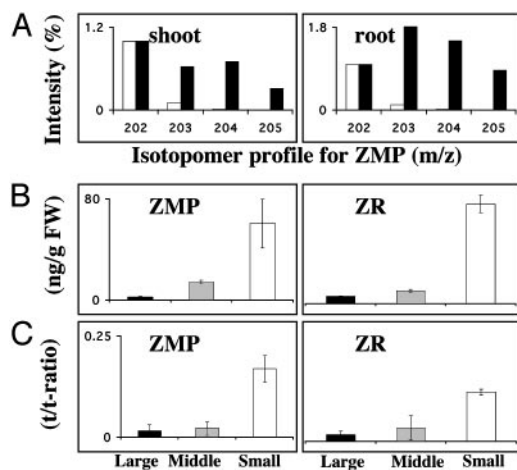 A
Intensity (%)
1.2
0
shoot
202 203 204 205
1.8
0
root
202 203 204 205
Isotopomer profile for ZMP (m/z)
B
(ng/g FW)
80
0
ZMP
ZR
C
(t/t-ratio)
0.25
0
ZMP
ZR
Large Middle Small
Large Middle Small